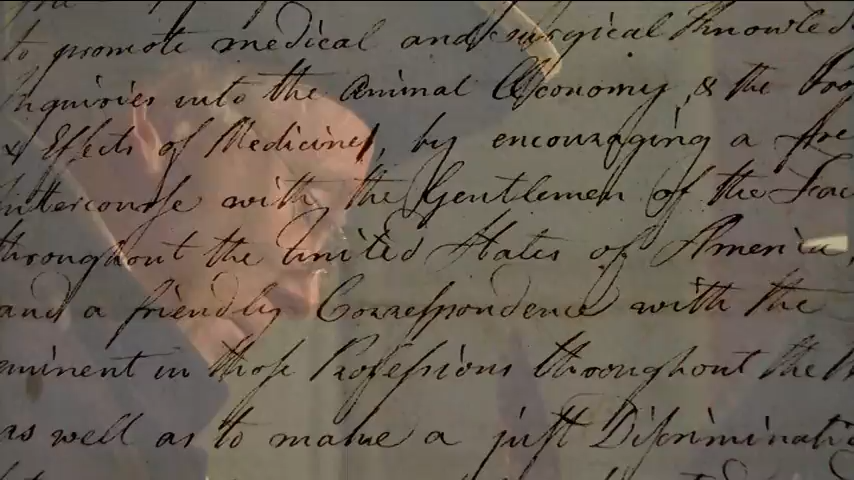 to promote medical and surgical Knowled
Inquiries into the Animal Œconomy, & the Pro
& Effects of Medicines, by encouraging a free
intercourse with the Gentlemen of the Fac
throughout the United States of America,
and a friendly Correspondence with the
eminent in those Professions throughout the W
as well as to make a just Discriminatio